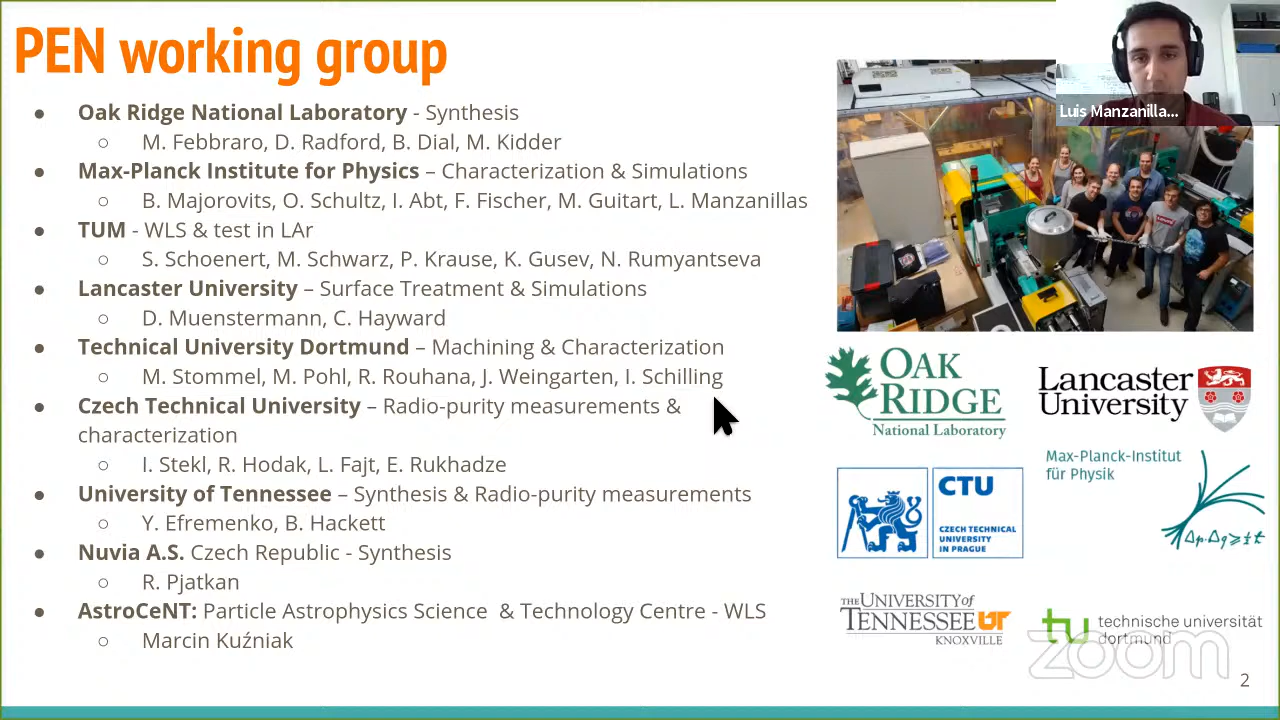 PEN working group
Luis Manzanilla...
● Oak Ridge National Laboratory - Synthesis
○ M. Febbraro, D. Radford, B. Dial, M. Kidder
● Max-Planck Institute for Physics – Characterization & Simulations
○ B. Majorovits, O. Schultz, I. Abt, F. Fischer, M. Guitart, L. Manzanillas
● TUM - WLS & test in LAr
○ S. Schoenert, M. Schwarz, P. Krause, K. Gusev, N. Rumyantseva
● Lancaster University – Surface Treatment & Simulations
○ D. Muenstermann, C. Hayward
● Technical University Dortmund – Machining & Characterization
○ M. Stommel, M. Pohl, R. Rouhana, J. Weingarten, I. Schilling
● Czech Technical University – Radio-purity measurements &
characterization
○ I. Stekl, R. Hodak, L. Fajt, E. Rukhadze
● University of Tennessee – Synthesis & Radio-purity measurements
○ Y. Efremenko, B. Hackett
● Nuvia A.S. Czech Republic - Synthesis
○ R. Pjatkan
● AstroCeNT: Particle Astrophysics Science & Technology Centre - WLS
○ Marcin Kuźniak
OAK
RIDGE
National Laboratory
Lancaster
University
CTU
CZECH TECHNICAL
UNIVERSITY
IN PRAGUE
Max-Planck-Institut
für Physik
Δp·Δq≥½ħ
THE UNIVERSITY of
TENNESSEE UT
KNOXVILLE
tu technische universität
dortmund
zoom
2